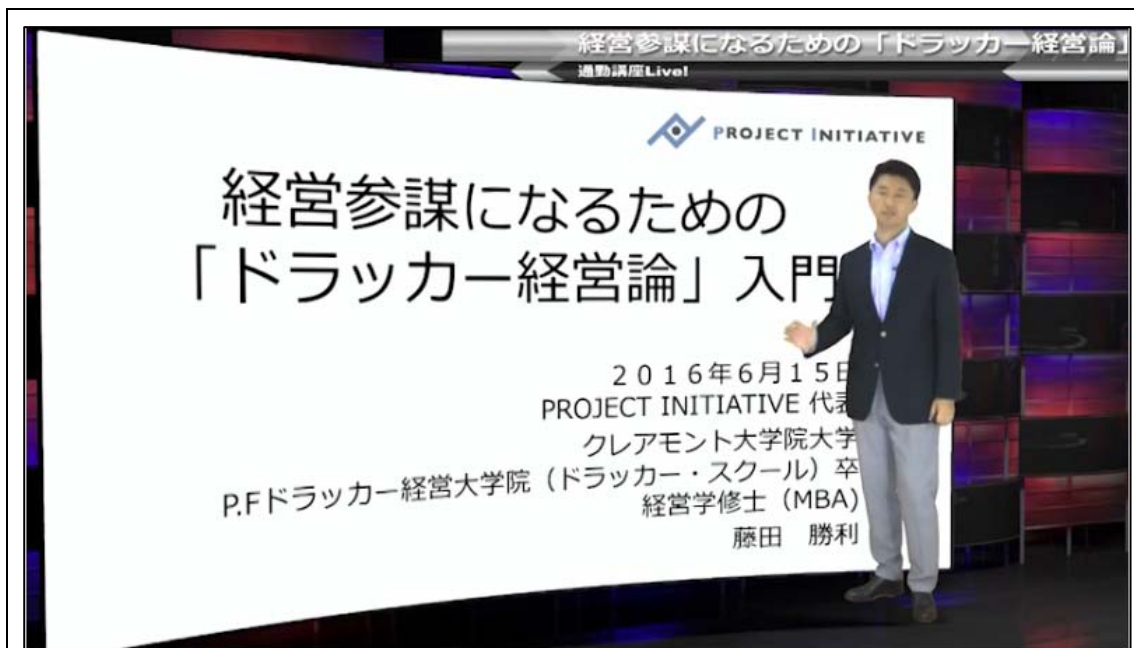 経営参謀になるための「ドラッカー経営論」
通勤講座Live!
PROJECT INITIATIVE
経営参謀になるための
「ドラッカー経営論」入門
2016年6月15日
PROJECT INITIATIVE 代表
クレアモント大学院大学
P.Fドラッカー経営大学院（ドラッカー・スクール）卒
経営学修士（MBA）
藤田 勝利